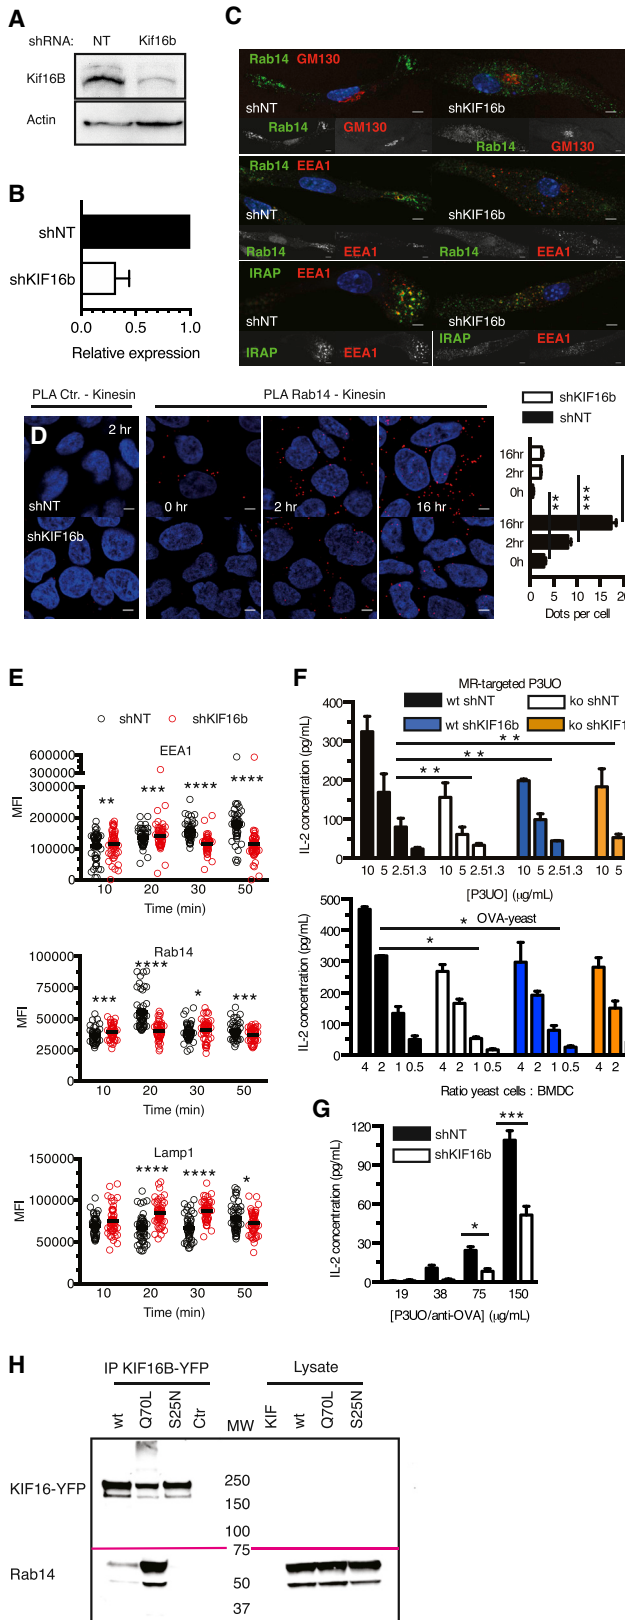 A
shRNA: NT Kif16b
Kif16B
Actin
B
shNT
shKIF16b
0.0 0.5 1.0
Relative expression
C
Rab14 GM130
shNT shKIF16b
Rab14 GM130 Rab14 GM130
Rab14 EEA1
shNT shKIF16b
Rab14 EEA1 Rab14 EEA1
IRAP EEA1
shNT shKIF16b
IRAP EEA1 IRAP EEA1
PLA Ctr. - Kinesin PLA Rab14 - Kinesin
D
2 hr
shNT 0 hr 2 hr 16 hr
shKIF16b
shKIF16b
shNT
16hr
2hr
0h
16hr
2hr
0h
** ***
0 5 10 15 20
Dots per cell
E
shNT shKIF16b
EEA1
MFI
600000
300000
300000
200000
100000
0
** *** **** ****
10 20 30 50
Time (min)
Rab14
MFI
100000
75000
50000
25000
0
*** **** * ***
10 20 30 50
Time (min)
Lamp1
MFI
150000
100000
50000
0
**** **** *
10 20 30 50
Time (min)
F
MR-targeted P3UO
wt shNT ko shNT
wt shKIF16b ko shKIF1
IL-2 concentration (pg/mL)
400
300
200
100
0
* *
* *
* *
10 5 2.51.3 10 5 2.51.3 10 5 2.51.3 10 5
[P3UO] (µg/mL)
OVA-yeast
IL-2 concentration (pg/mL)
500
400
300
200
100
0
*
*
4 2 1 0.5 4 2 1 0.5 4 2 1 0.5 4 2
Ratio yeast cells : BMDC
G
shNT
shKIF16b
IL-2 concentration (pg/mL)
120
90
60
30
0
* ***
19 38 75 150
[P3UO/anti-OVA] (µg/mL)
H
IP KIF16B-YFP Lysate
wt Q70L S25N Ctr MW KIF wt Q70L S25N
KIF16-YFP
Rab14
250
150
100
75
50
37